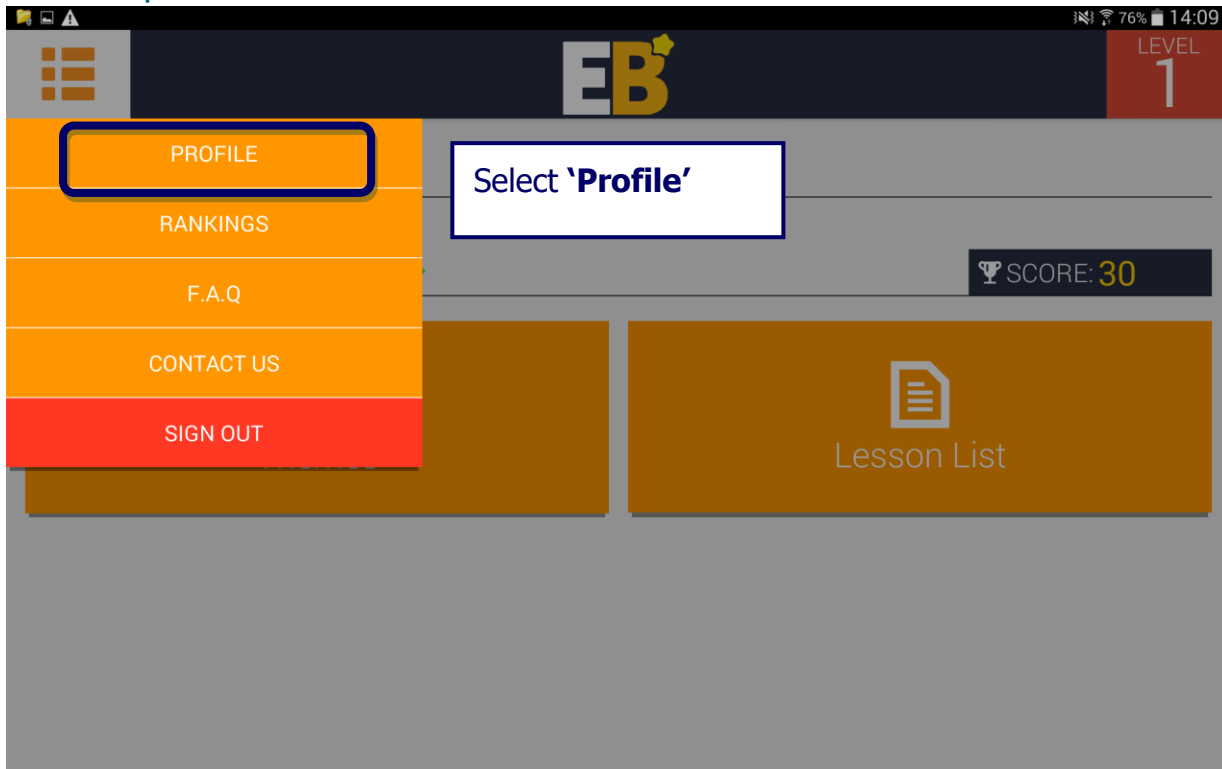 76% 14:09
EB
LEVEL
1
PROFILE
Select ‘Profile’
RANKINGS
F.A.Q
SCORE: 30
CONTACT US
SIGN OUT
Lesson List